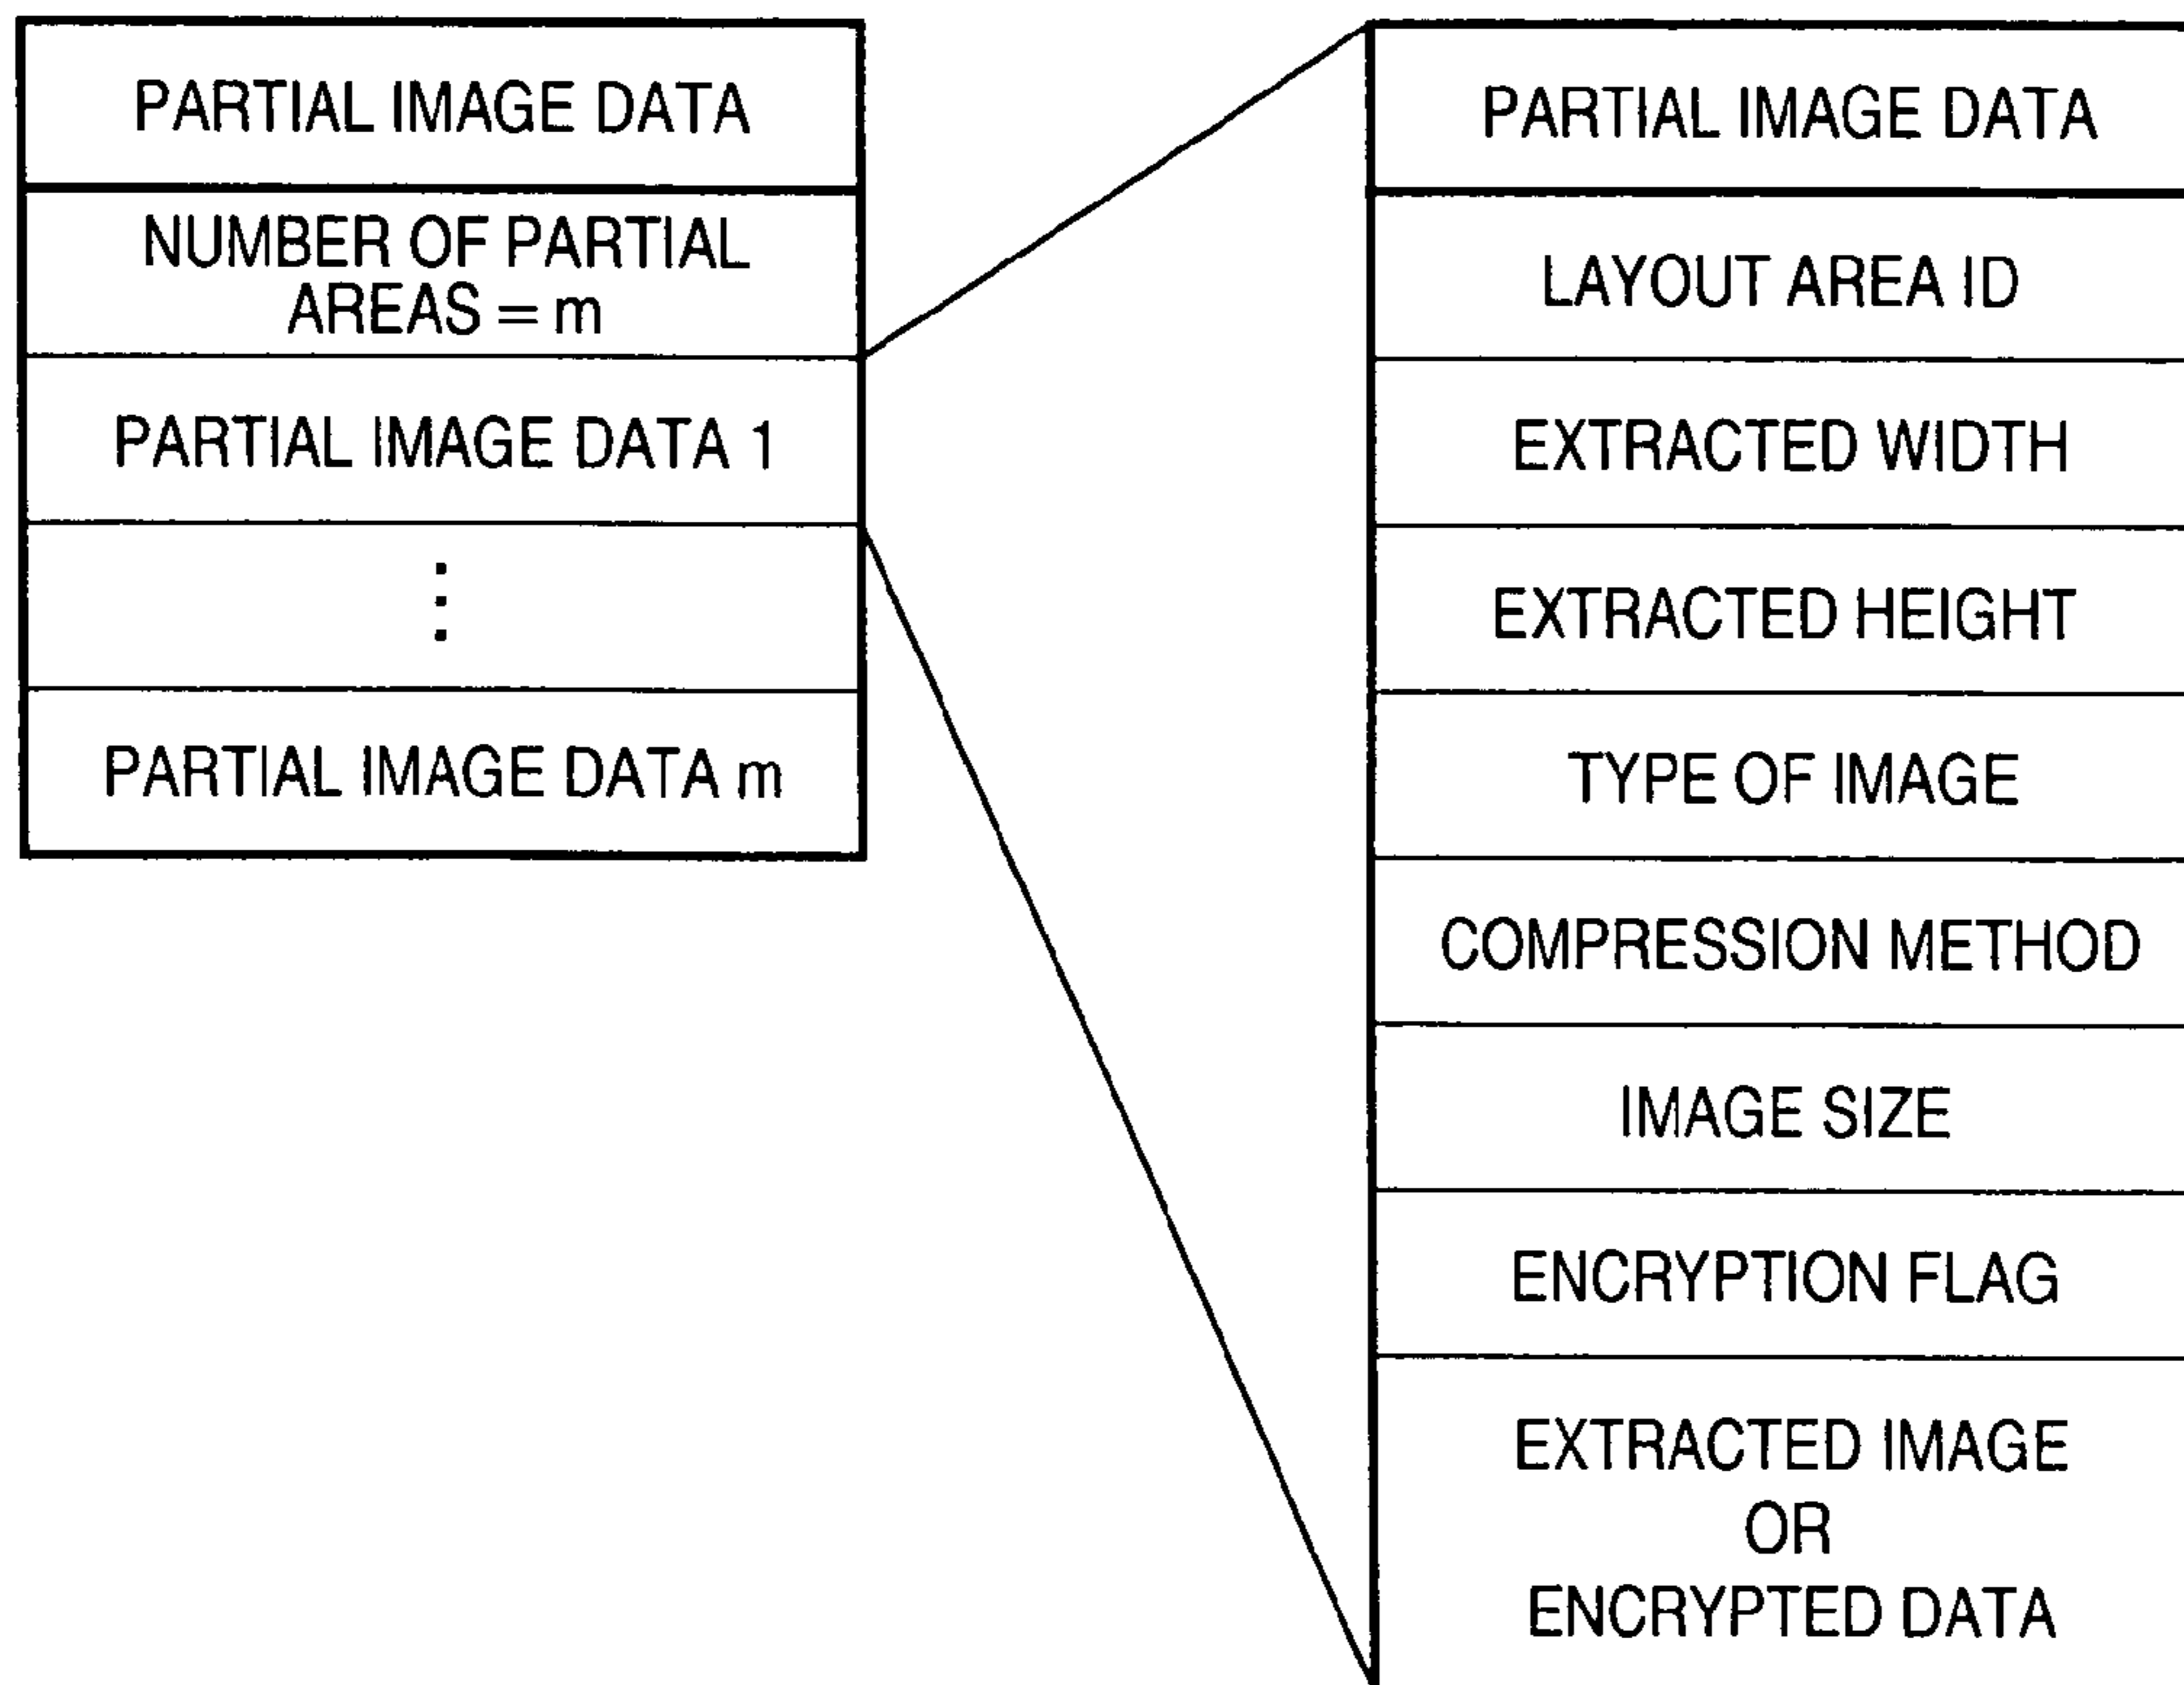 PARTIAL IMAGE DATA
NUMBER OF PARTIAL
AREAS = m
PARTIAL IMAGE DATA 1
PARTIAL IMAGE DATA m
PARTIAL IMAGE DATA
LAYOUT AREA ID
EXTRACTED WIDTH
EXTRACTED HEIGHT
TYPE OF IMAGE
COMPRESSION METHOD
IMAGE SIZE
ENCRYPTION FLAG
EXTRACTED IMAGE
OR
ENCRYPTED DATA